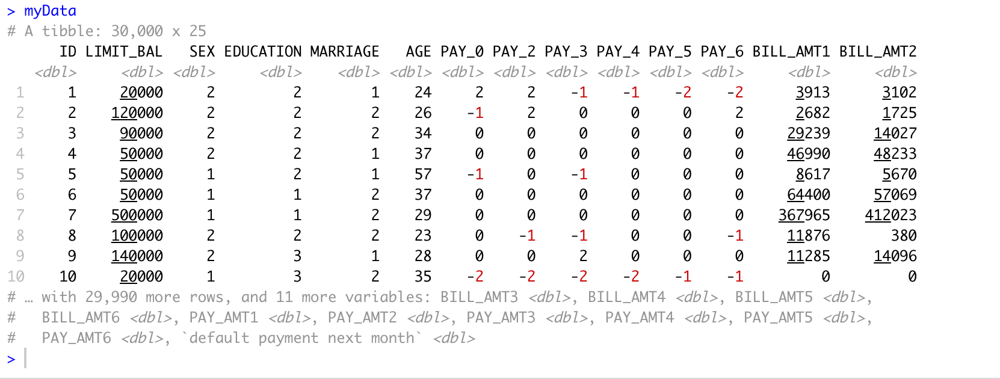 > myData
# A tibble: 30,000 x 25
ID LIMIT_BAL SEX EDUCATION MARRIAGE AGE PAY_0 PAY_2 PAY_3 PAY_4 PAY_5 PAY_6 BILL_AMT1 BILL_AMT2
<dbl> <dbl> <dbl> <dbl> <dbl> <dbl> <dbl> <dbl> <dbl> <dbl> <dbl> <dbl> <dbl> <dbl>
1 1 20000 2 2 1 24 2 2 -1 -1 -2 -2 3913 3102
2 2 120000 2 2 2 26 -1 2 0 0 0 2 2682 1725
3 3 90000 2 2 2 34 0 0 0 0 0 0 29239 14027
4 4 50000 2 2 1 37 0 0 0 0 0 0 46990 48233
5 5 50000 1 2 1 57 -1 0 -1 0 0 0 8617 5670
6 6 50000 1 1 2 37 0 0 0 0 0 0 64400 57069
7 7 500000 1 1 2 29 0 0 0 0 0 0 367965 412023
8 8 100000 2 2 2 23 0 -1 -1 0 0 -1 11876 380
9 9 140000 2 3 1 28 0 0 2 0 0 0 11285 14096
10 10 20000 1 3 2 35 -2 -2 -2 -2 -1 -1 0 0
# … with 29,990 more rows, and 11 more variables: BILL_AMT3 <dbl>, BILL_AMT4 <dbl>, BILL_AMT5 <dbl>,
# BILL_AMT6 <dbl>, PAY_AMT1 <dbl>, PAY_AMT2 <dbl>, PAY_AMT3 <dbl>, PAY_AMT4 <dbl>, PAY_AMT5 <dbl>,
# PAY_AMT6 <dbl>, `default payment next month` <dbl>
>